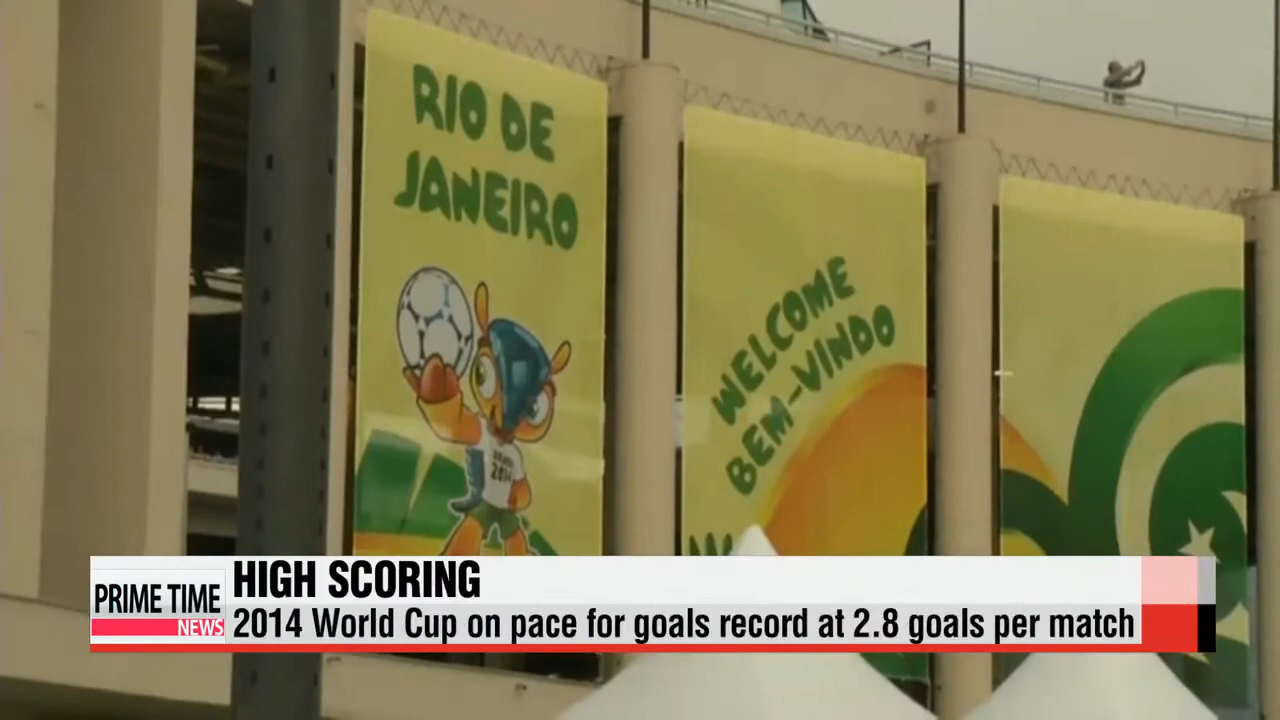 RIO DE
JANEIRO
WELCOME
BEM-VINDO
2014
PRIME TIME
NEWS
HIGH SCORING
2014 World Cup on pace for goals record at 2.8 goals per match